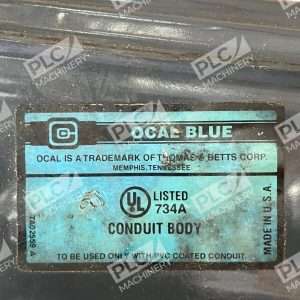 OCAL BLUE
OCAL IS A TRADEMARK OF THOMAS & BETTS CORP.
MEMPHIS, TENNESSEE
UL LISTED
734A
CONDUIT BODY
TO BE USED ONLY WITH PVC COATED CONDUIT
MADE IN U.S.A.
PLC
MACHINERY